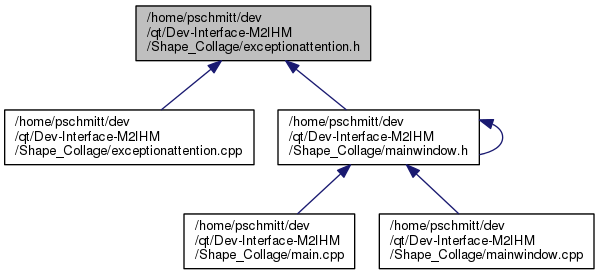 /home/pschmitt/dev
/qt/Dev-Interface-M2IHM
/Shape_Collage/exceptionattention.h
/home/pschmitt/dev
/qt/Dev-Interface-M2IHM
/Shape_Collage/exceptionattention.cpp
/home/pschmitt/dev
/qt/Dev-Interface-M2IHM
/Shape_Collage/mainwindow.h
/home/pschmitt/dev
/qt/Dev-Interface-M2IHM
/Shape_Collage/main.cpp
/home/pschmitt/dev
/qt/Dev-Interface-M2IHM
/Shape_Collage/mainwindow.cpp